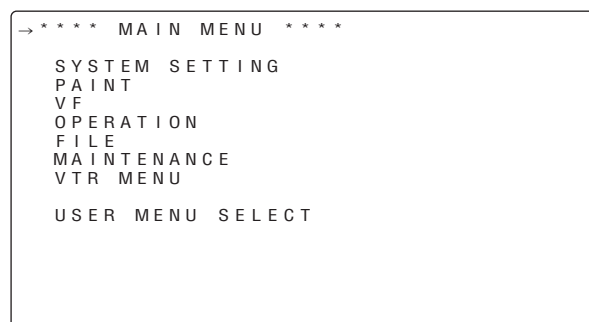 →**** MAIN MENU ****
SYSTEM SETTING
PAINT
VF
OPERATION
FILE
MAINTENANCE
VTR MENU
USER MENU SELECT